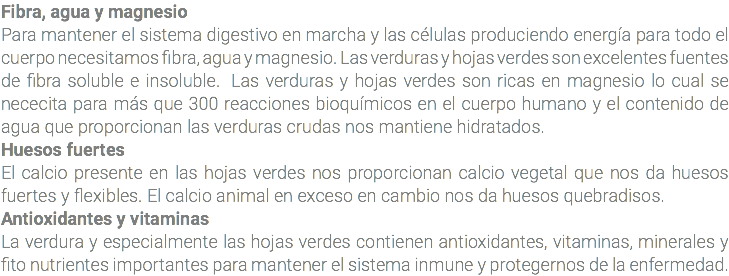 Fibra, agua y magnesio
Para mantener el sistema digestivo en marcha y las células produciendo energía para todo el
cuerpo necesitamos fibra, agua y magnesio. Las verduras y hojas verdes son excelentes fuentes
de fibra soluble e insoluble. Las verduras y hojas verdes son ricas en magnesio lo cual se
nececita para más que 300 reacciones bioquímicos en el cuerpo humano y el contenido de
agua que proporcionan las verduras crudas nos mantiene hidratados.
Huesos fuertes
El calcio presente en las hojas verdes nos proporcionan calcio vegetal que nos da huesos
fuertes y flexibles. El calcio animal en exceso en cambio nos da huesos quebradisos.
Antioxidantes y vitaminas
La verdura y especialmente las hojas verdes contienen antioxidantes, vitaminas, minerales y
fito nutrientes importantes para mantener el sistema inmune y protegernos de la enfermedad.